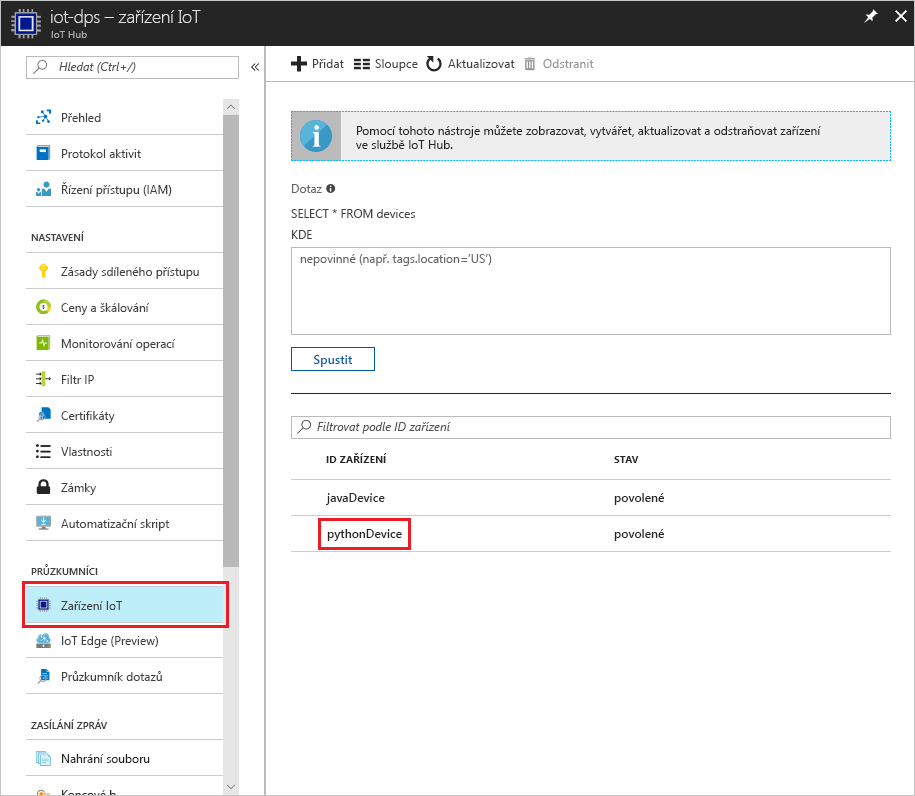 iot-dps – zařízení IoT
IoT Hub
Hledat (Ctrl+/)
Přehled
Protokol aktivit
Řízení přístupu (IAM)
NASTAVENÍ
Zásady sdíleného přístupu
Ceny a škálování
Monitorování operací
Filtr IP
Certifikáty
Vlastnosti
Zámky
Automatizační skript
PRŮZKUMNÍCI
Zařízení IoT
IoT Edge (Preview)
Průzkumník dotazů
ZASÍLÁNÍ ZPRÁV
Nahrání souboru
Přidat Sloupce Aktualizovat Odstranit
Pomocí tohoto nástroje můžete zobrazovat, vytvářet, aktualizovat a odstraňovat zařízení
ve službě IoT Hub.
Dotaz
SELECT * FROM devices
KDE
nepovinné (např. tags.location='US')
Spustit
Filtrovat podle ID zařízení
ID ZAŘÍZENÍ STAV
javaDevice povolené
pythonDevice povolené